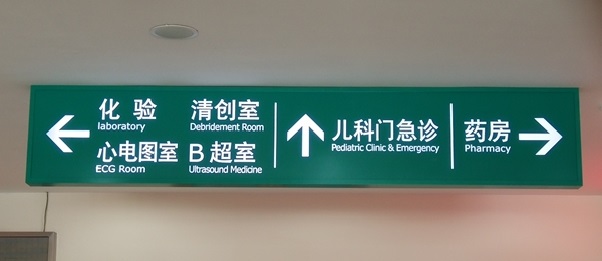 化验 清创室
laboratory Debridement Room
心电图室 B超室
ECG Room Ultrasound Medicine
儿科门急诊
Pediatric Clinic & Emergency
药房
Pharmacy